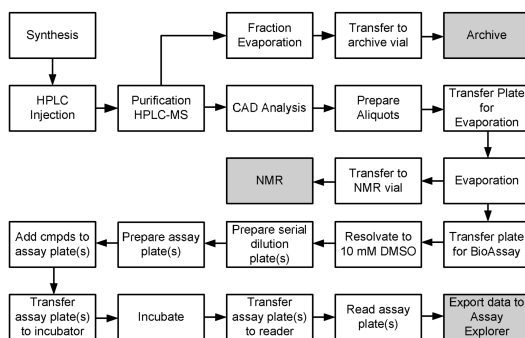 Synthesis
Fraction
Evaporation
Transfer to
archive vial
Archive
HPLC
Injection
Purification
HPLC-MS
CAD Analysis
Prepare
Aliquots
Transfer Plate
for
Evaporation
NMR
Transfer to
NMR vial
Evaporation
Add cmpds to
assay plate(s)
Prepare assay
plate(s)
Prepare serial
dilution
plate(s)
Resolvate to
10 mM DMSO
Transfer plate
for BioAssay
Transfer
assay plate(s)
to incubator
Incubate
Transfer
assay plate(s)
to reader
Read assay
plate(s)
Export data to
Assay
Explorer